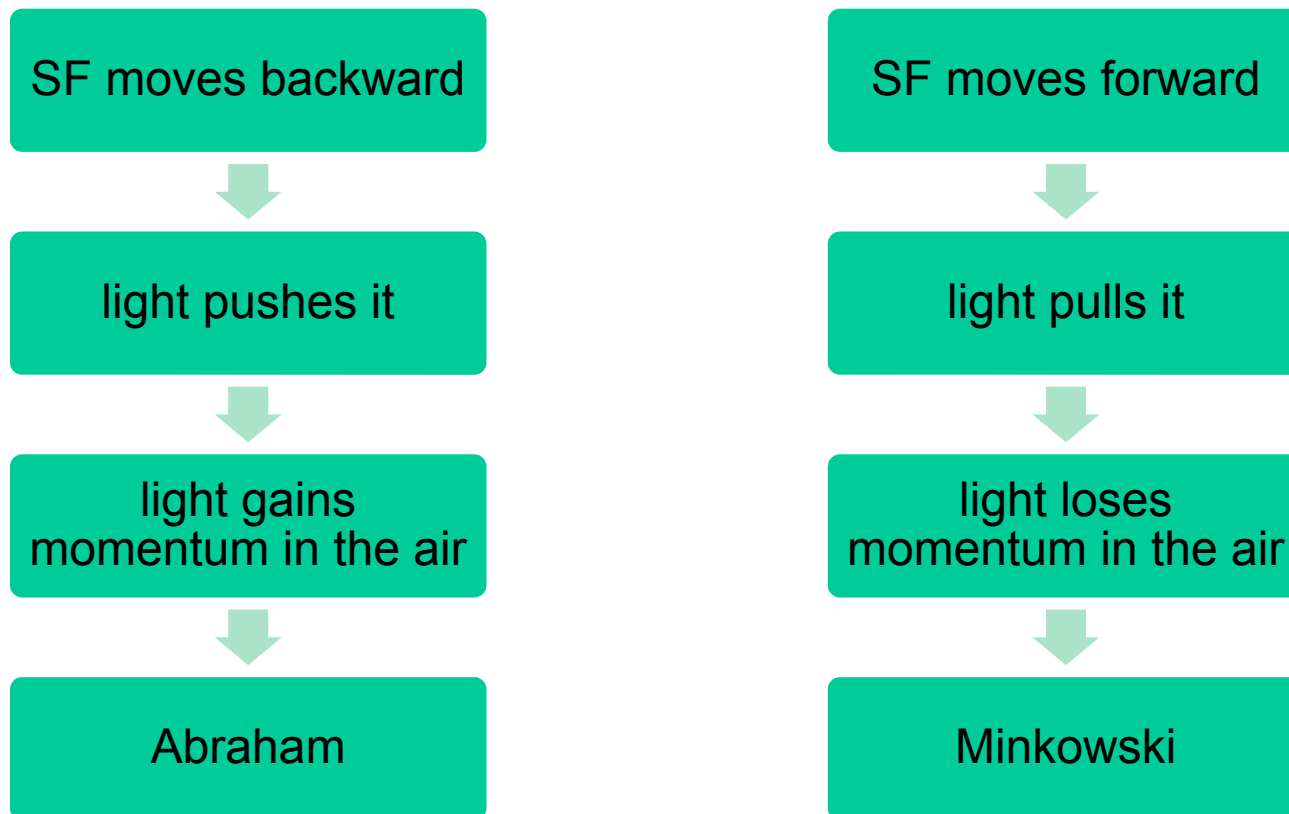 SF moves backward
light pushes it
light gains
momentum in the air
Abraham
SF moves forward
light pulls it
light loses
momentum in the air
Minkowski